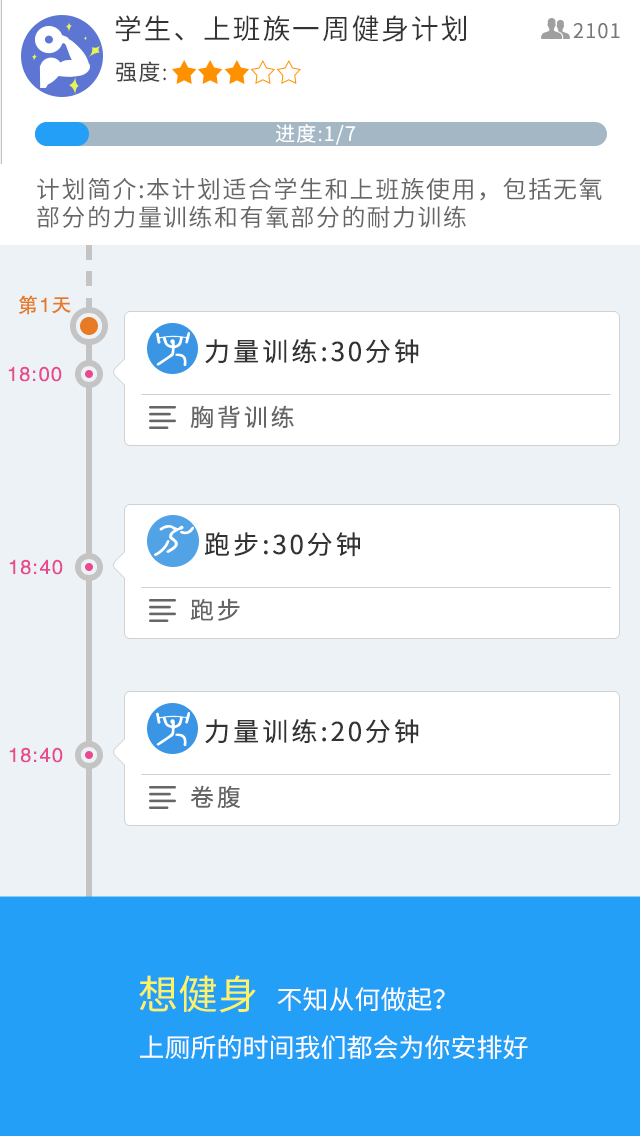 学生、上班族一周健身计划
2101
强度:
进度:1/7
计划简介:本计划适合学生和上班族使用，包括无氧
部分的力量训练和有氧部分的耐力训练
第1天
18:00
力量训练:30分钟
胸背训练
18:40
跑步:30分钟
跑步
18:40
力量训练:20分钟
卷腹
想健身 不知从何做起？
上厕所的时间我们都会为你安排好